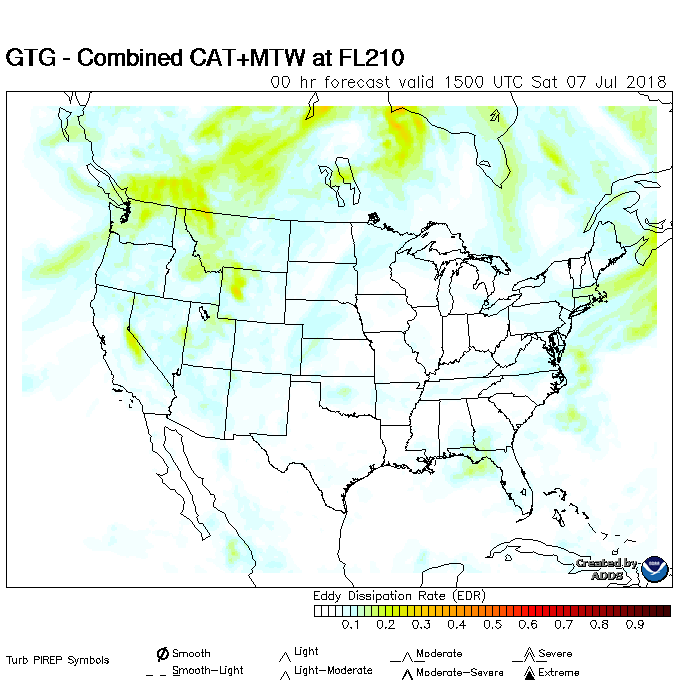 GTG - Combined CAT+MTW at FL210
00 hr forecast valid 1500 UTC Sat 07 Jul 2018
Created by
ADDS
Eddy Dissipation Rate (EDR)
0.1 0.2 0.3 0.4 0.5 0.6 0.7 0.8 0.9
Turb PIREP Symbols
Smooth Light Moderate Severe
Smooth-Light Light-Moderate Moderate-Severe Extreme